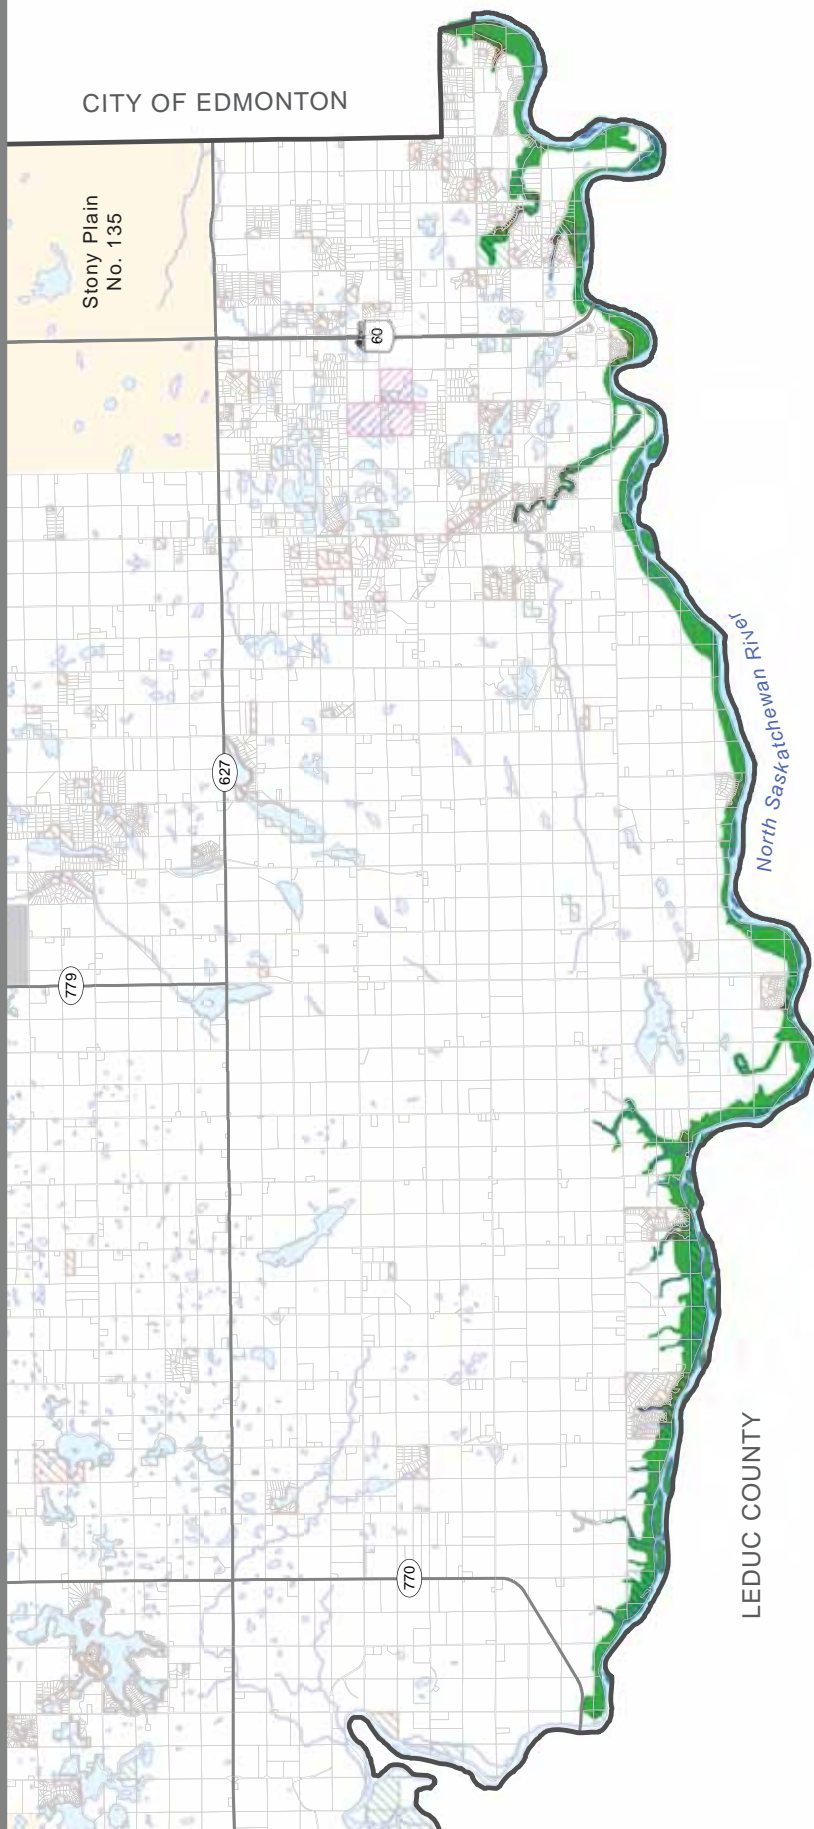 CITY OF EDMONTON
Stony Plain
No. 135
60
North Saskatchewan River
627
779
LEDUC COUNTY
770